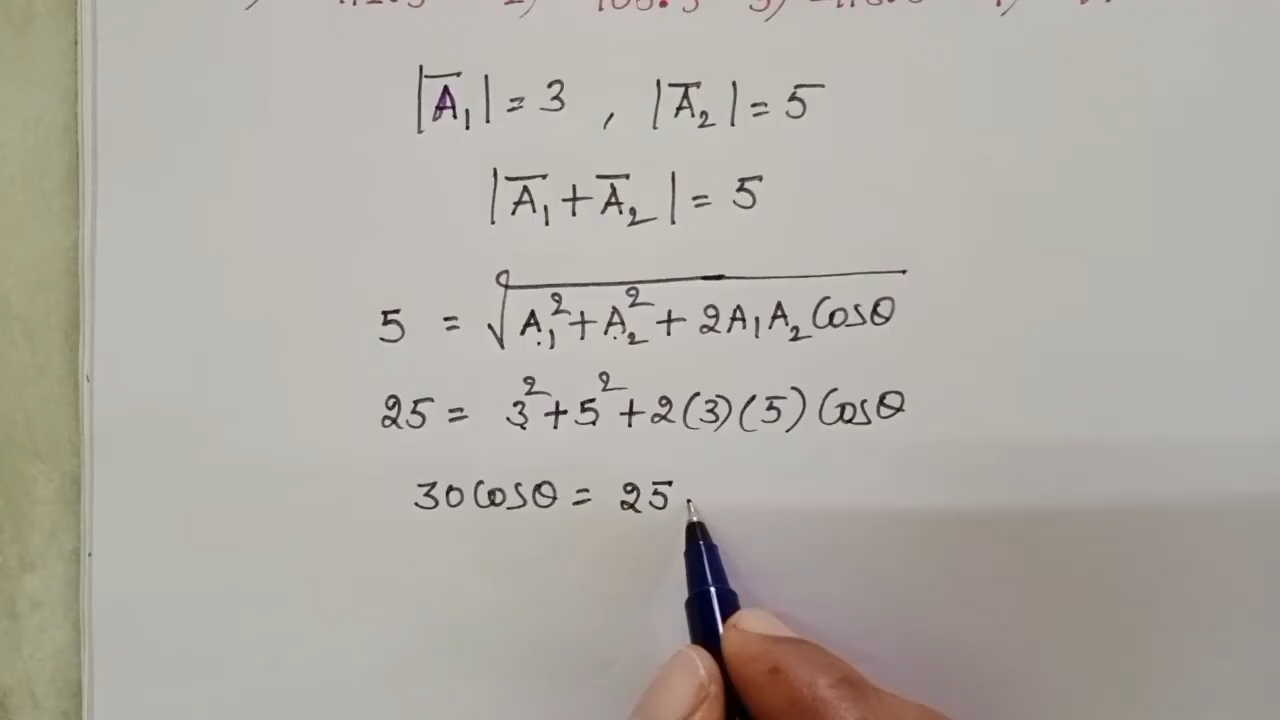 |A̅₁| = 3 , |A̅₂| = 5
|A̅₁ + A̅₂| = 5
5 = √(A₁² + A₂² + 2A₁A₂ Cosθ)
25 = 3² + 5² + 2(3)(5) Cosθ
30 Cosθ = 25